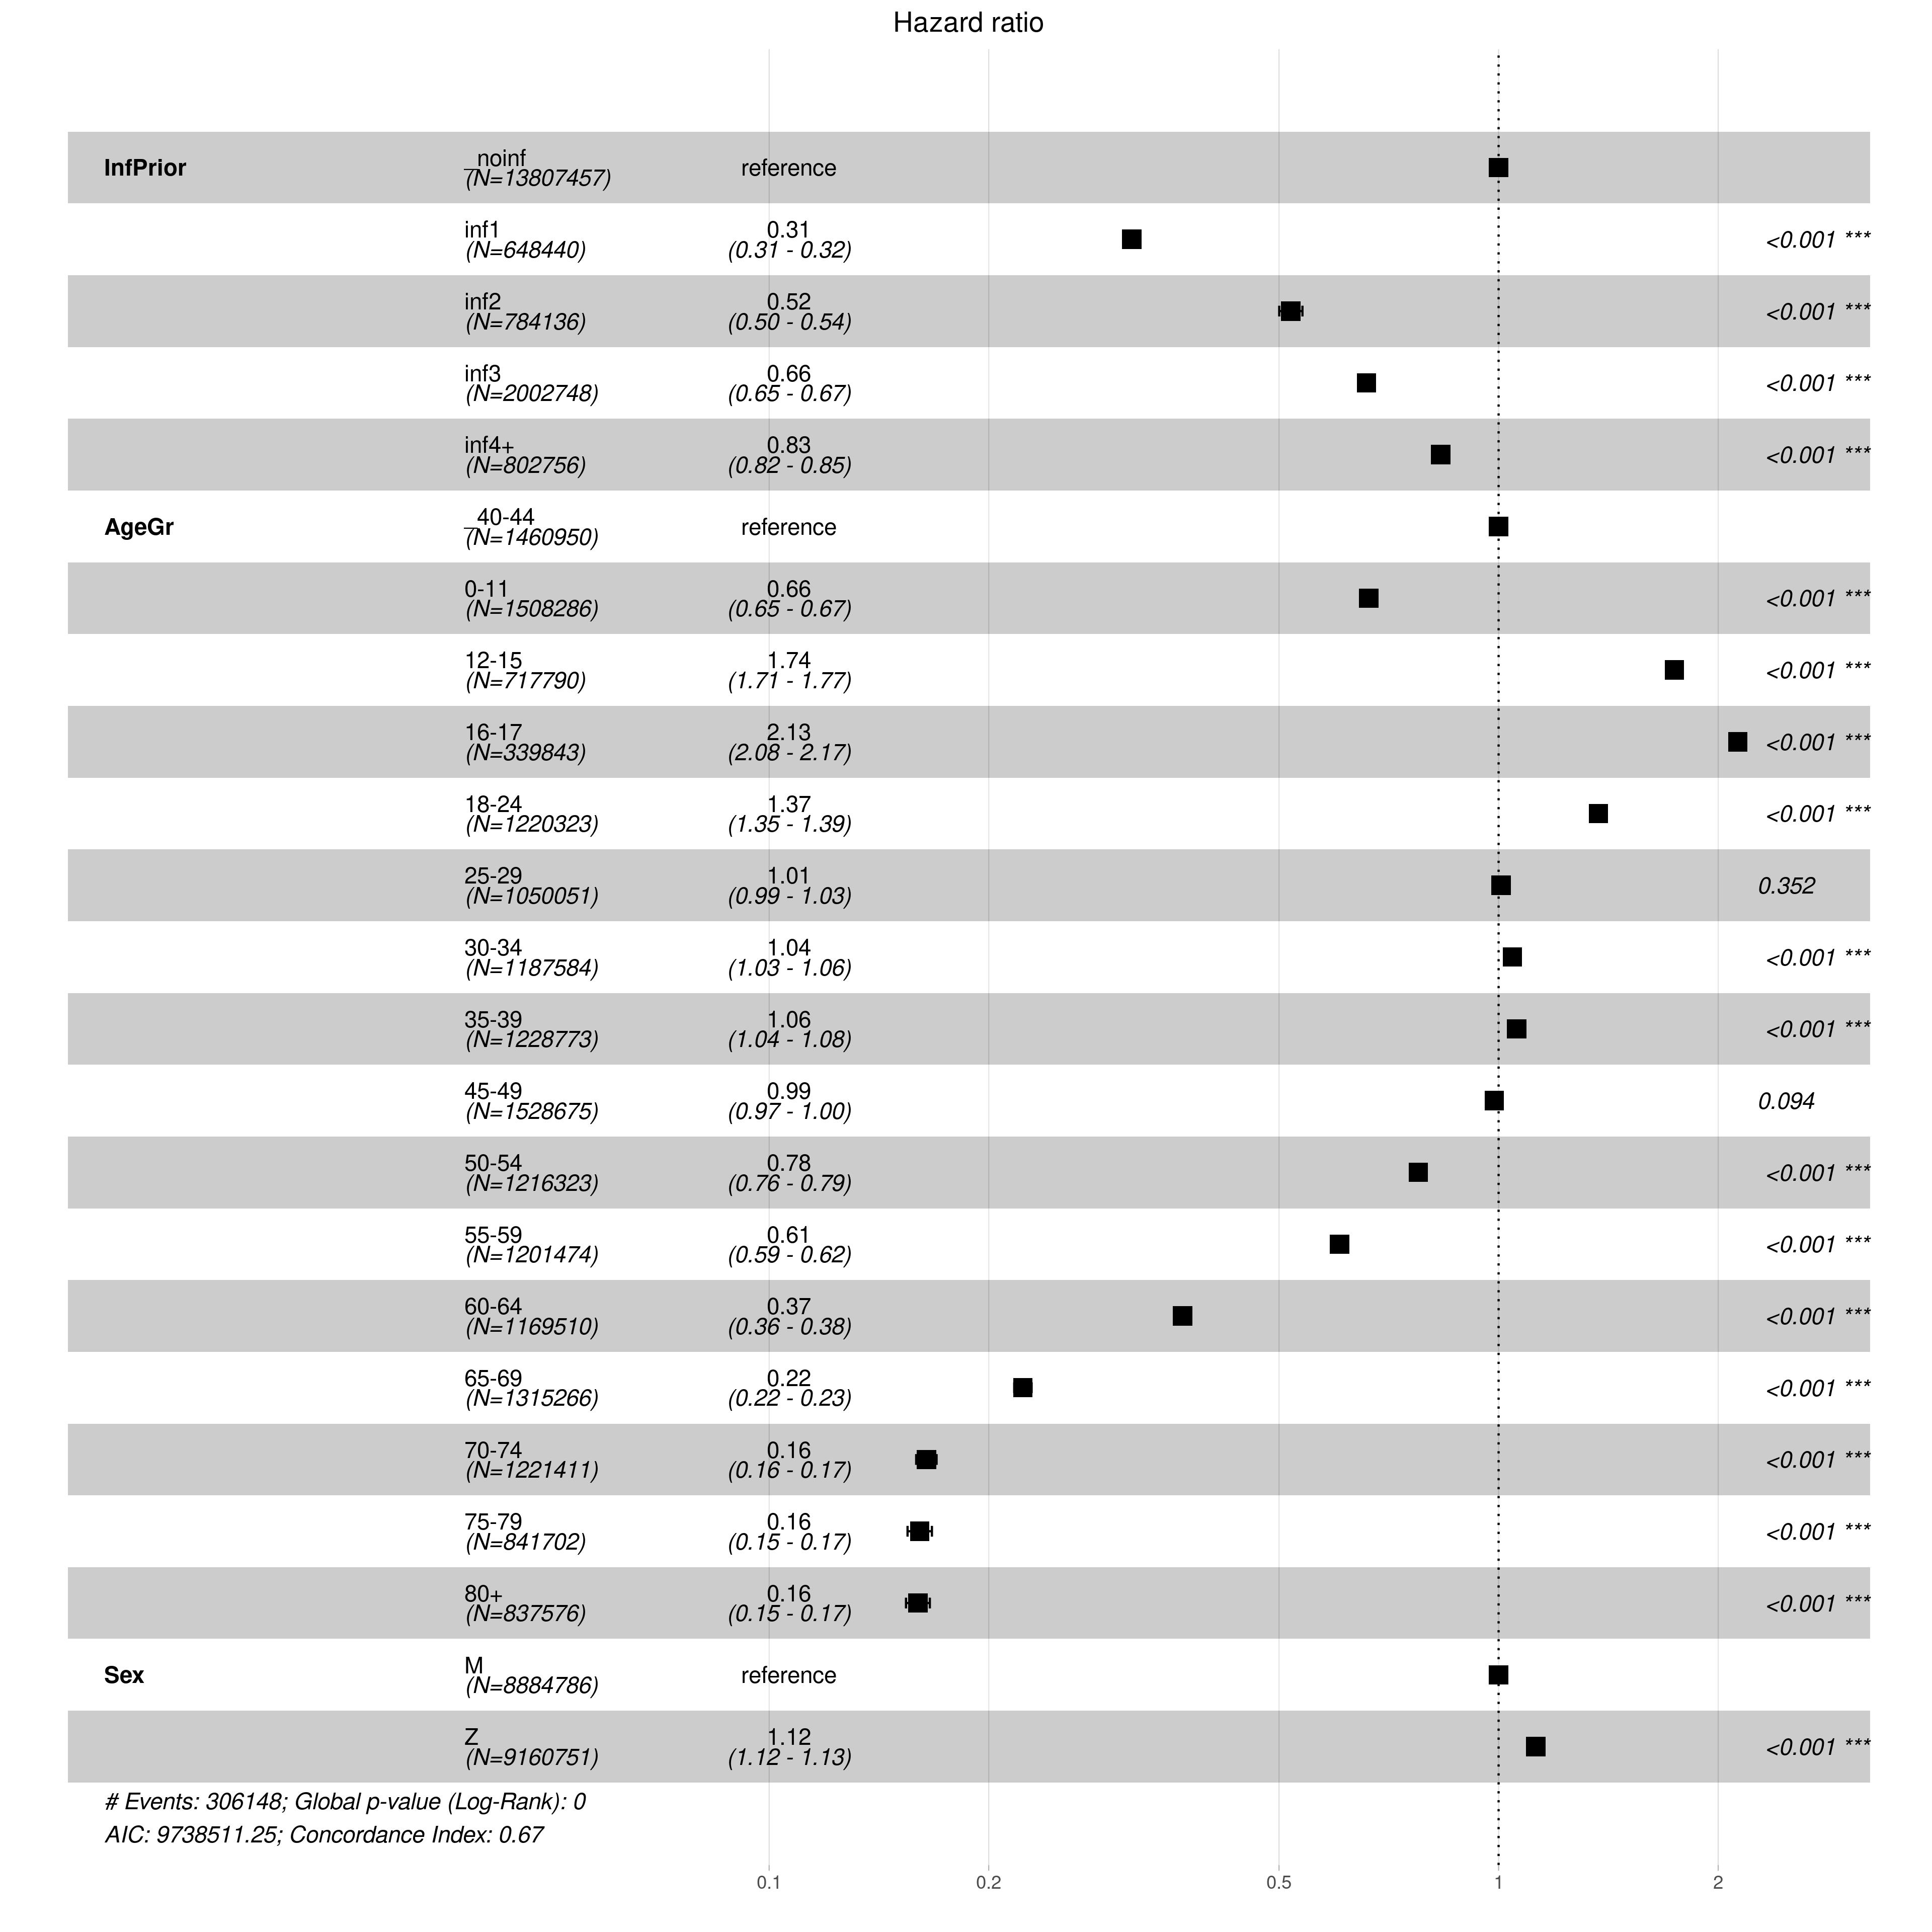 Hazard ratio
InfPrior _noinf reference
(N=13807457)
inf1 0.31 <0.001 ***
(N=648440) (0.31 - 0.32)
inf2 0.52 <0.001 ***
(N=784136) (0.50 - 0.54)
inf3 0.66 <0.001 ***
(N=2002748) (0.65 - 0.67)
inf4+ 0.83 <0.001 ***
(N=802756) (0.82 - 0.85)
AgeGr _40-44 reference
(N=1460950)
0-11 0.66 <0.001 ***
(N=1508286) (0.65 - 0.67)
12-15 1.74 <0.001 ***
(N=717790) (1.71 - 1.77)
16-17 2.13 <0.001 ***
(N=339843) (2.08 - 2.17)
18-24 1.37 <0.001 ***
(N=1220323) (1.35 - 1.39)
25-29 1.01 0.352
(N=1050051) (0.99 - 1.03)
30-34 1.04 <0.001 ***
(N=1187584) (1.03 - 1.06)
35-39 1.06 <0.001 ***
(N=1228773) (1.04 - 1.08)
45-49 0.99 0.094
(N=1528675) (0.97 - 1.00)
50-54 0.78 <0.001 ***
(N=1216323) (0.76 - 0.79)
55-59 0.61 <0.001 ***
(N=1201474) (0.59 - 0.62)
60-64 0.37 <0.001 ***
(N=1169510) (0.36 - 0.38)
65-69 0.22 <0.001 ***
(N=1315266) (0.22 - 0.23)
70-74 0.16 <0.001 ***
(N=1221411) (0.16 - 0.17)
75-79 0.16 <0.001 ***
(N=841702) (0.15 - 0.17)
80+ 0.16 <0.001 ***
(N=837576) (0.15 - 0.17)
Sex M reference
(N=8884786)
Z 1.12 <0.001 ***
(N=9160751) (1.12 - 1.13)
# Events: 306148; Global p-value (Log-Rank): 0
AIC: 9738511.25; Concordance Index: 0.67
0.1 0.2 0.5 1 2